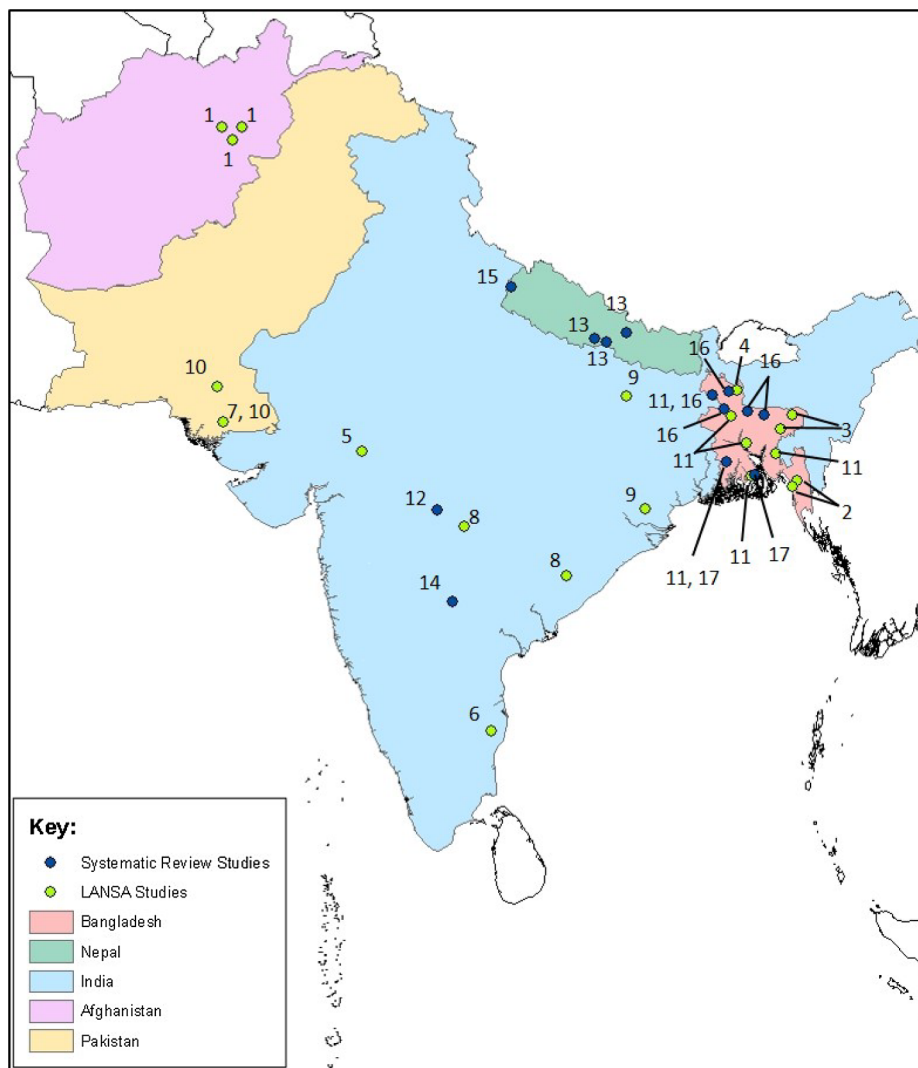 1 1
1
15
13
13
13
10
9
16 4 16
11, 16
7, 10
16
3
5
11
11
12
8
9
2
11 17
11, 17
8
14
6
Key:
Systematic Review Studies
LANSA Studies
Bangladesh
Nepal
India
Afghanistan
Pakistan